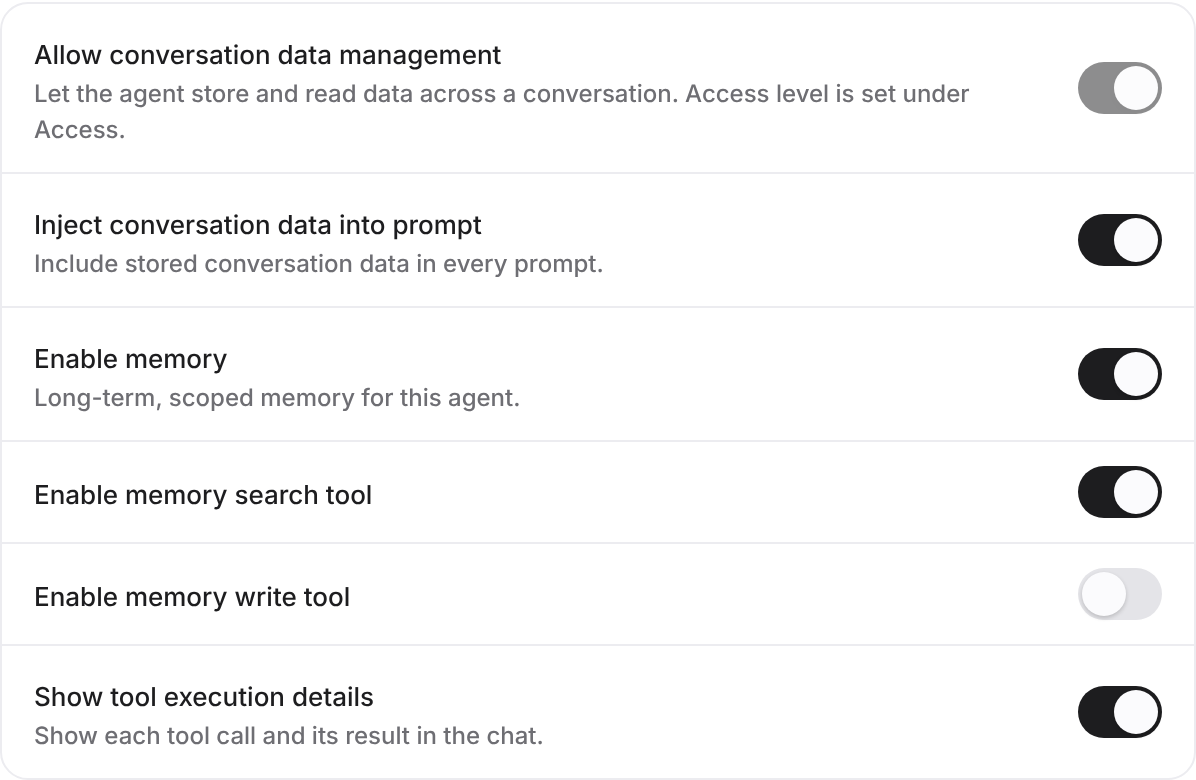 Allow conversation data management
Let the agent store and read data across a conversation. Access level is set under
Access.
Inject conversation data into prompt
Include stored conversation data in every prompt.
Enable memory
Long-term, scoped memory for this agent.
Enable memory search tool
Enable memory write tool
Show tool execution details
Show each tool call and its result in the chat.